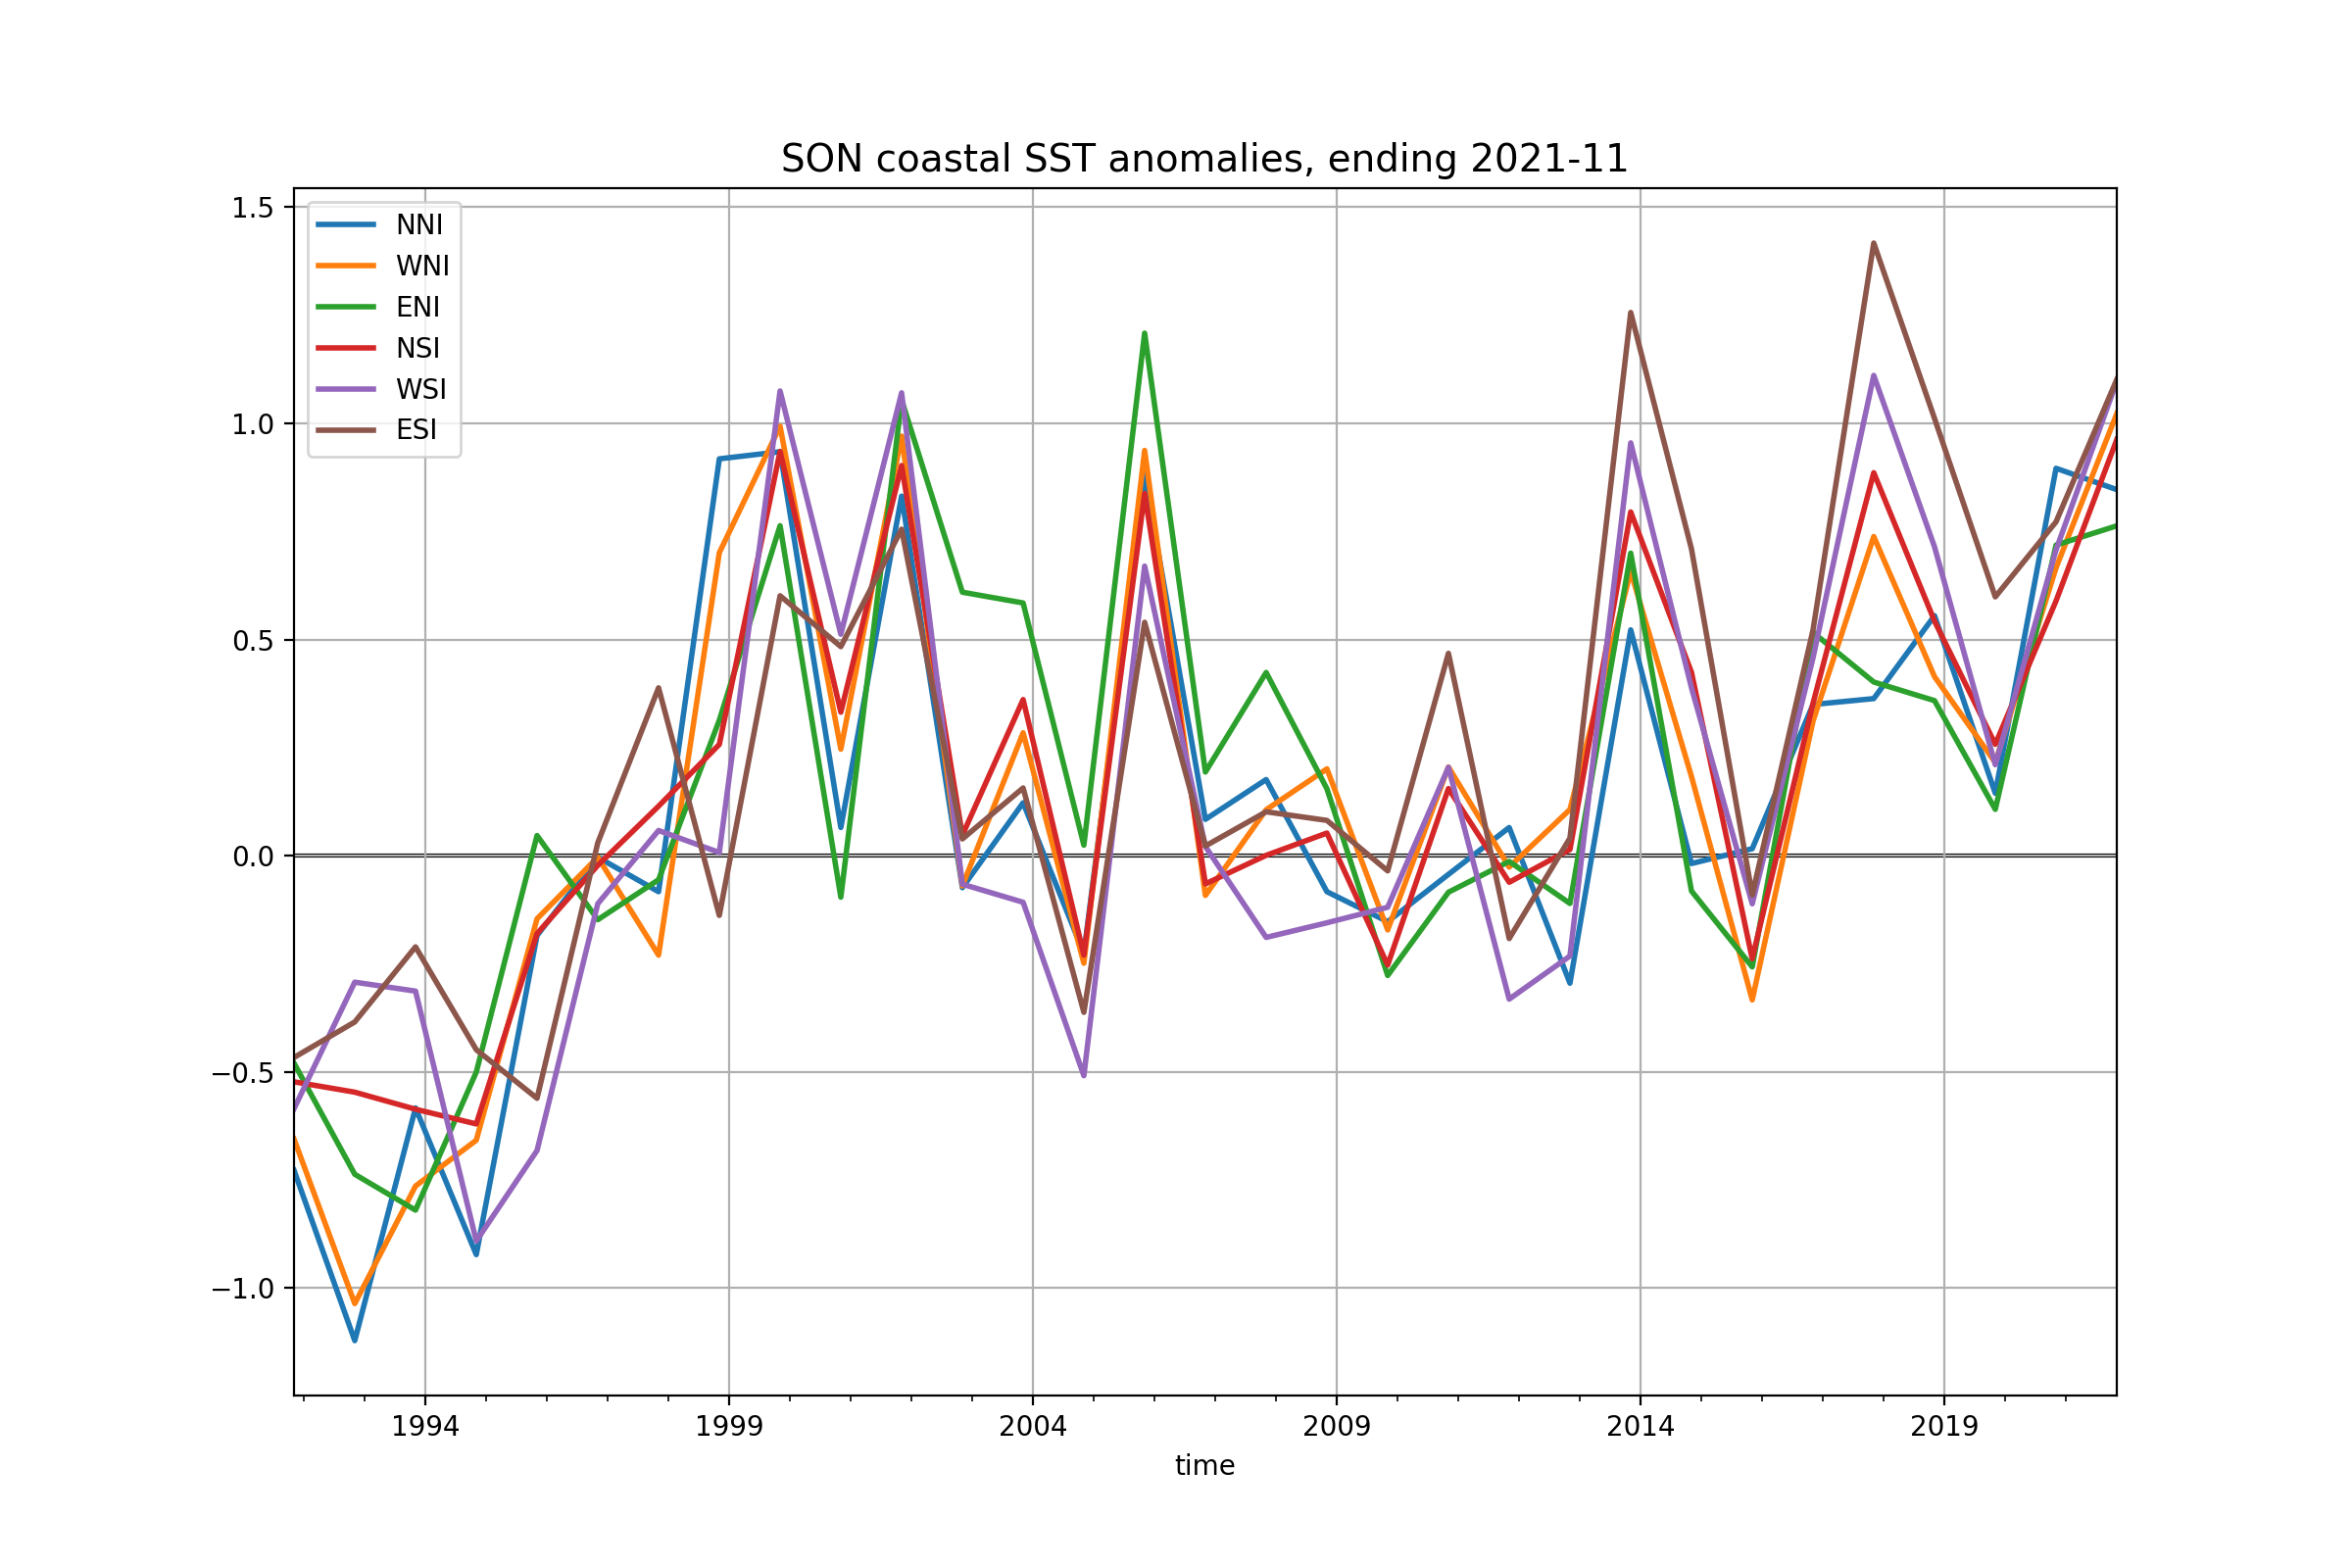 SON coastal SST anomalies, ending 2021-11
1.5
1.0
0.5
0.0
−0.5
−1.0
NNI
WNI
ENI
NSI
WSI
ESI
1994 1999 2004 2009 2014 2019
time